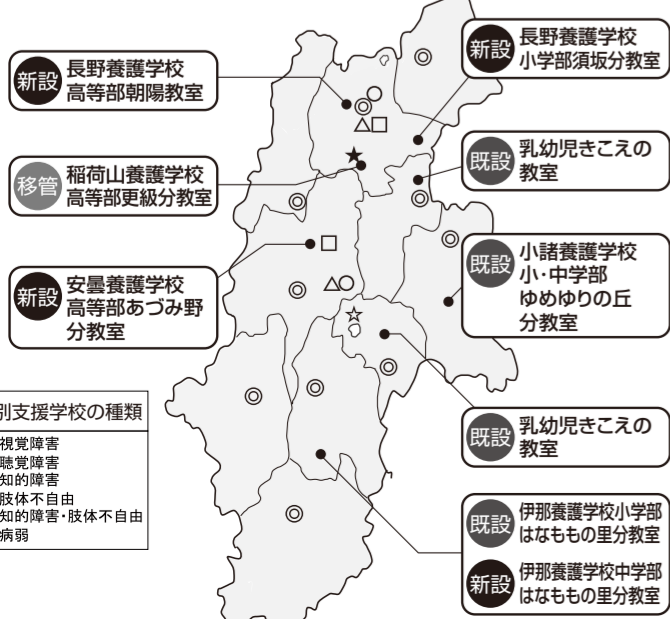 新設
長野養護学校
高等部朝陽教室
移管
稲荷山養護学校
高等部更級分教室
新設
安曇養護学校
高等部あづみ野
分教室
新設
長野養護学校
小学部須坂分教室
既設
乳幼児きこえの
教室
既設
小諸養護学校
小・中学部
ゆめゆりの丘
分教室
既設
乳幼児きこえの
教室
既設
伊那養護学校小学部
はなももの里分教室
新設
伊那養護学校中学部
はなももの里分教室
別支援学校の種類
視覚障害
聴覚障害
知的障害
肢体不自由
知的障害・肢体不自由
病弱